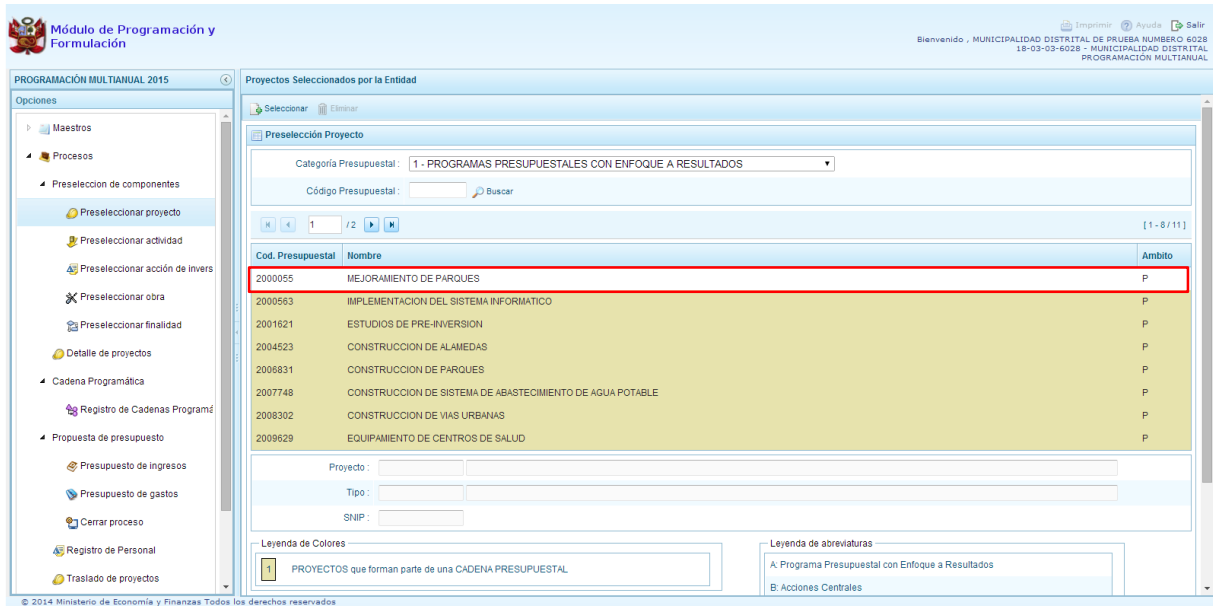 Módulo de Programación y
Formulación
Imprimir Ayuda Salir
Bienvenido , MUNICIPALIDAD DISTRITAL DE PRUEBA NUMBERO 6028
18-03-03-6028 - MUNICIPALIDAD DISTRITAL
PROGRAMACIÓN MULTIANUAL
PROGRAMACIÓN MULTIANUAL 2015
Opciones
Maestros
Procesos
Preseleccion de componentes
Preseleccionar proyecto
Preseleccionar actividad
Preseleccionar acción de invers
Preseleccionar obra
Preseleccionar finalidad
Detalle de proyectos
Cadena Programática
Registro de Cadenas Programá
Propuesta de presupuesto
Presupuesto de ingresos
Presupuesto de gastos
Cerrar proceso
Registro de Personal
Traslado de proyectos
Proyectos Seleccionados por la Entidad
Seleccionar Eliminar
Preselección Proyecto
Categoría Presupuestal : 1 - PROGRAMAS PRESUPUESTALES CON ENFOQUE A RESULTADOS
Código Presupuestal : Buscar
1 / 2 [ 1 - 8 / 11 ]
Cod. Presupuestal Nombre Ambito
2000055 MEJORAMIENTO DE PARQUES P
2000563 IMPLEMENTACION DEL SISTEMA INFORMATICO P
2001621 ESTUDIOS DE PRE-INVERSION P
2004523 CONSTRUCCION DE ALAMEDAS P
2006831 CONSTRUCCION DE PARQUES P
2007748 CONSTRUCCION DE SISTEMA DE ABASTECIMIENTO DE AGUA POTABLE P
2008302 CONSTRUCCION DE VIAS URBANAS P
2009629 EQUIPAMIENTO DE CENTROS DE SALUD P
Proyecto :
Tipo :
SNIP :
Leyenda de Colores
1 PROYECTOS que forman parte de una CADENA PRESUPUESTAL
Leyenda de abreviaturas
A: Programa Presupuestal con Enfoque a Resultados
B: Acciones Centrales
© 2014 Ministerio de Economía y Finanzas Todos los derechos reservados